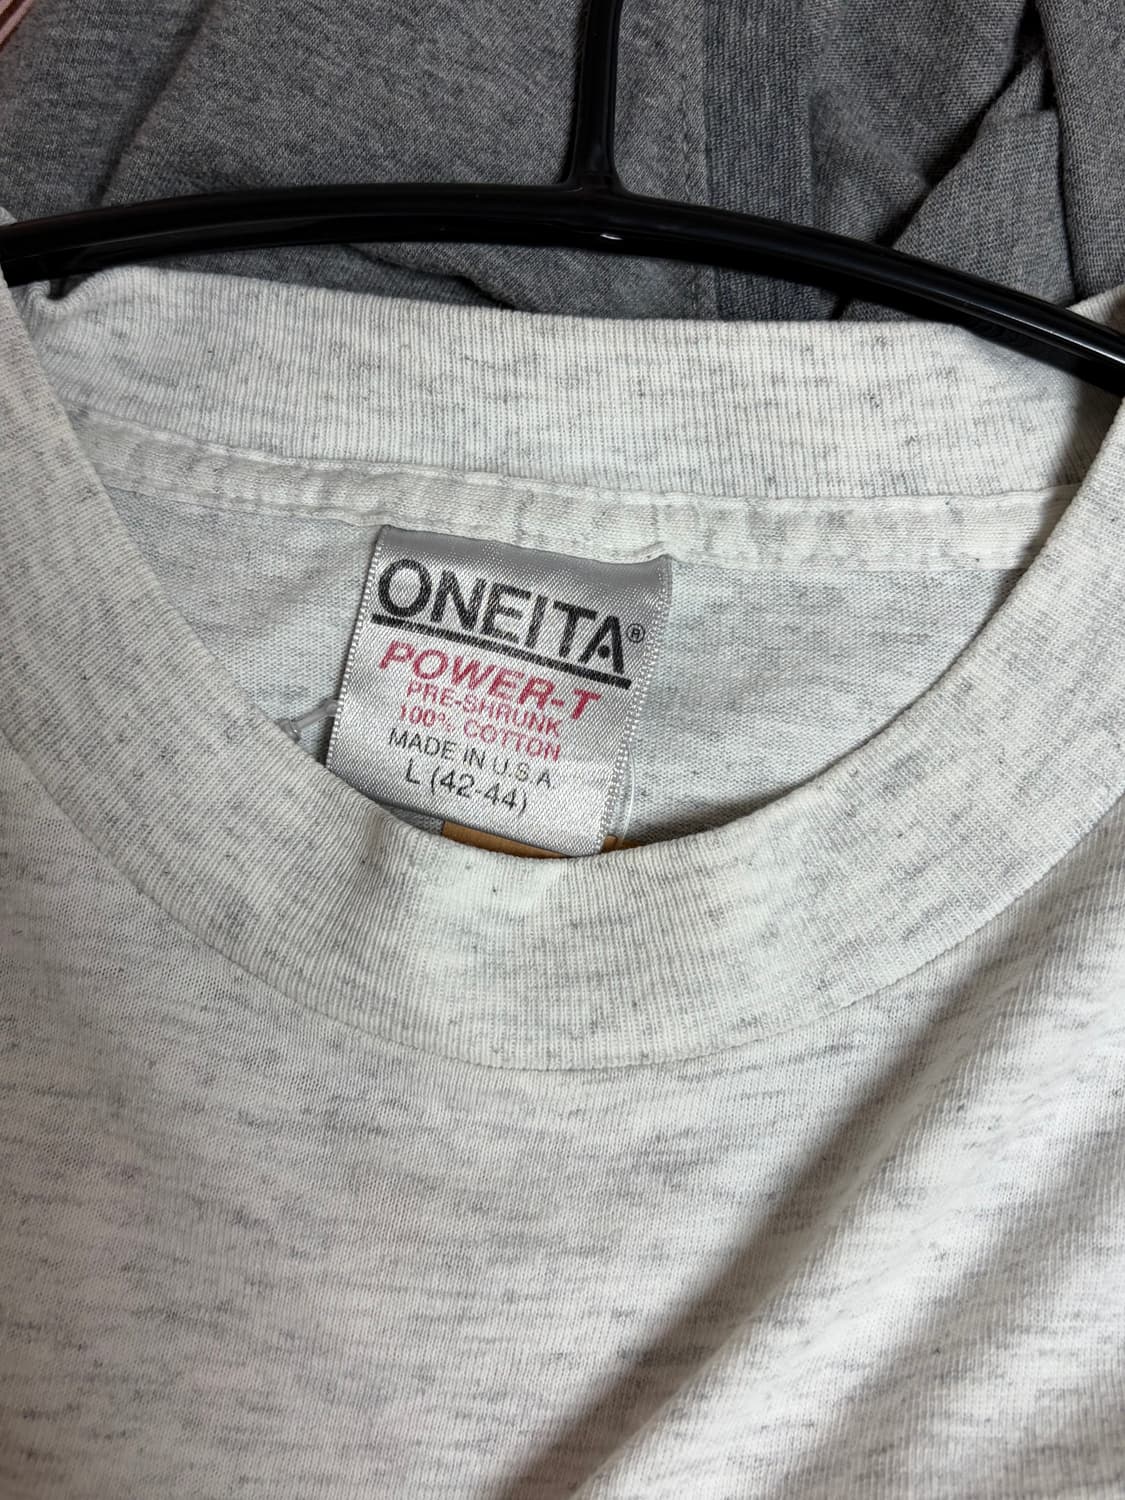 ONEITA®
POWER-T
PRE-SHRUNK
100% COTTON
MADE IN U.S.A.
L (42-44)